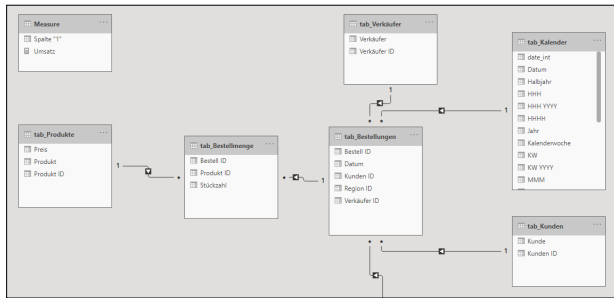 Measure
Spalte "1"
Umsatz
tab_Verkäufer
Verkäufer
Verkäufer ID
tab_Kalender
date_int
Datum
Halbjahr
HHH
HHH YYYY
HHHH
Jahr
Kalenderwoche
KW
KW YYYY
MMM
tab_Produkte
Preis
Produkt
Produkt ID
tab_Bestellmenge
Bestell ID
Produkt ID
Stückzahl
tab_Bestellungen
Bestell ID
Datum
Kunden ID
Region ID
Verkäufer ID
tab_Kunden
Kunde
Kunden ID
1
*
1
*
1
*
1
*
1
*
*